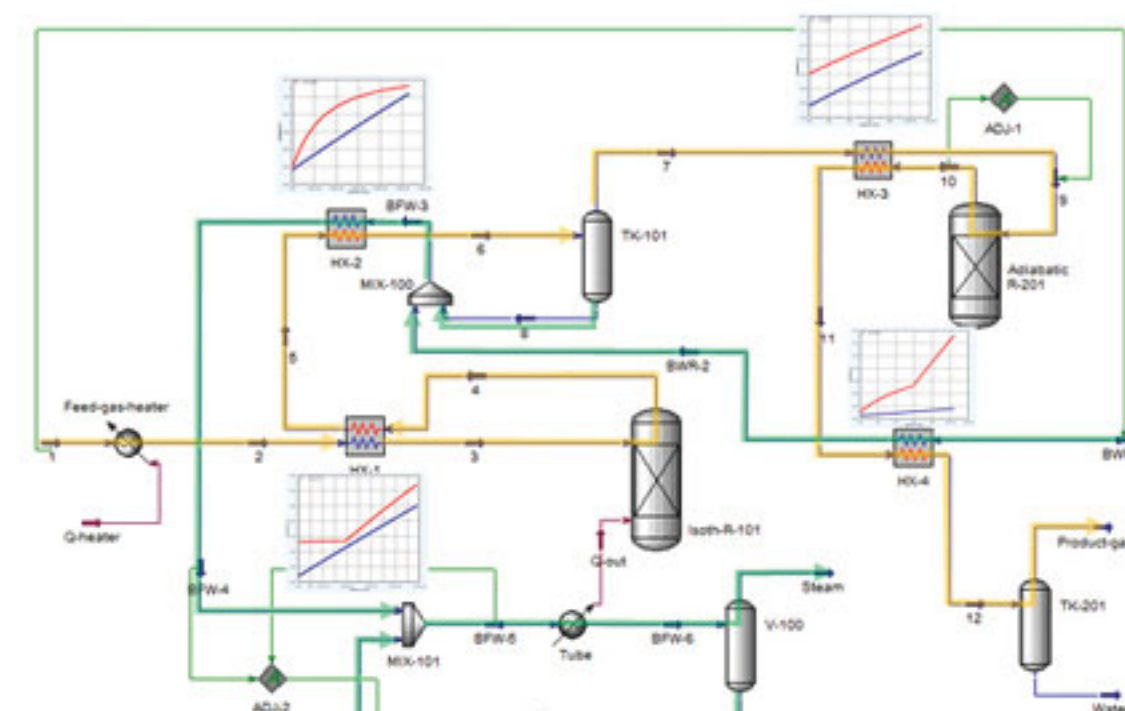 ADJ-1
7
10
HX-3
9
BFW-3
TK-101
HX-2
6
MIX-100
Adiabatic
R-201
8
11
5
BWR-2
4
Feed-gas-heater
1
2
HX-1
3
HX-4
BW
Isoth-R-101
Q-heater
Q-out
Product-ga
BFW-4
Steam
TK-201
12
V-100
BFW-5
Tube
BFW-6
MIX-101
ADJ-2
Water